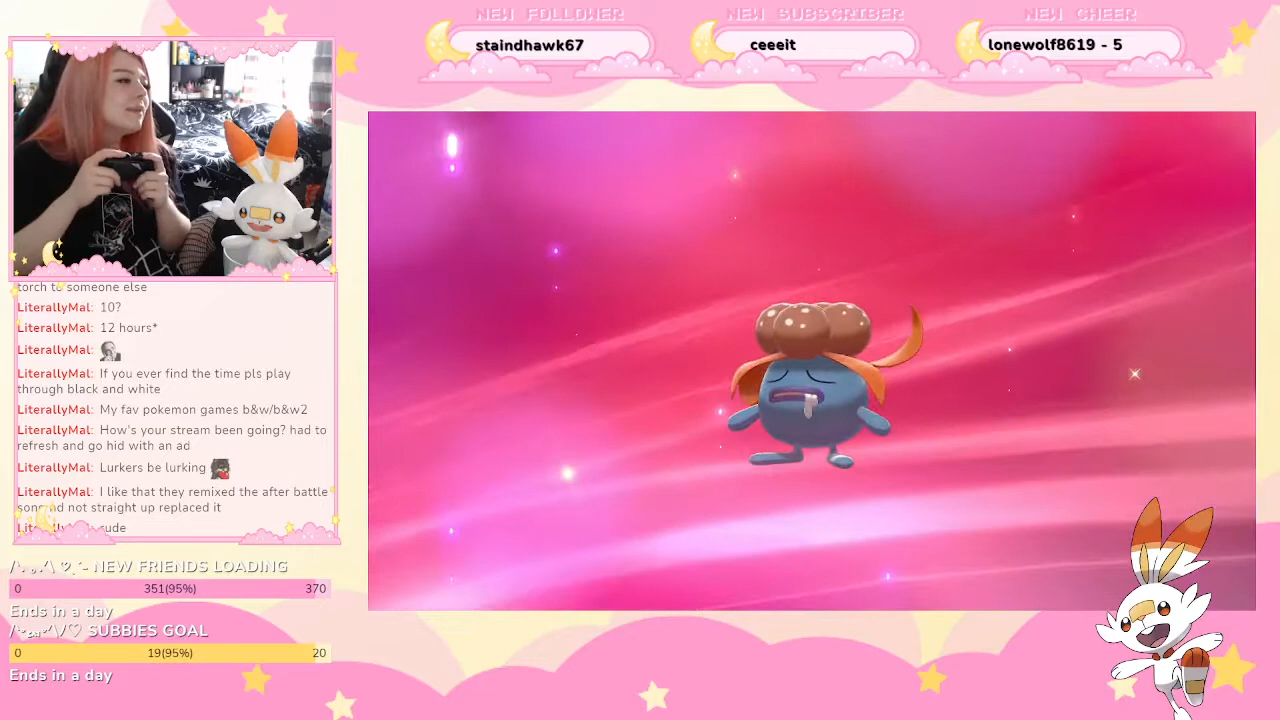 NEW FOLLOWER
NEW SUBSCRIBER
NEW CHEER
staindhawk67
ceeeit
lonewolf8619 - 5
torch to someone else
LiterallyMal: 10?
LiterallyMal: 12 hours*
LiterallyMal:
LiterallyMal: If you ever find the time pls play
through black and white
LiterallyMal: My fav pokemon games b&w/b&w2
LiterallyMal: How's your stream been going? had to
refresh and go hid with an ad
LiterallyMal: Lurkers be lurking
LiterallyMal: I like that they remixed the after battle
song nd not straight up replaced it
rude
NEW FRIENDS LOADING
0 351(95%) 370
Ends in a day
SUBBIES GOAL
0 19(95%) 20
Ends in a day